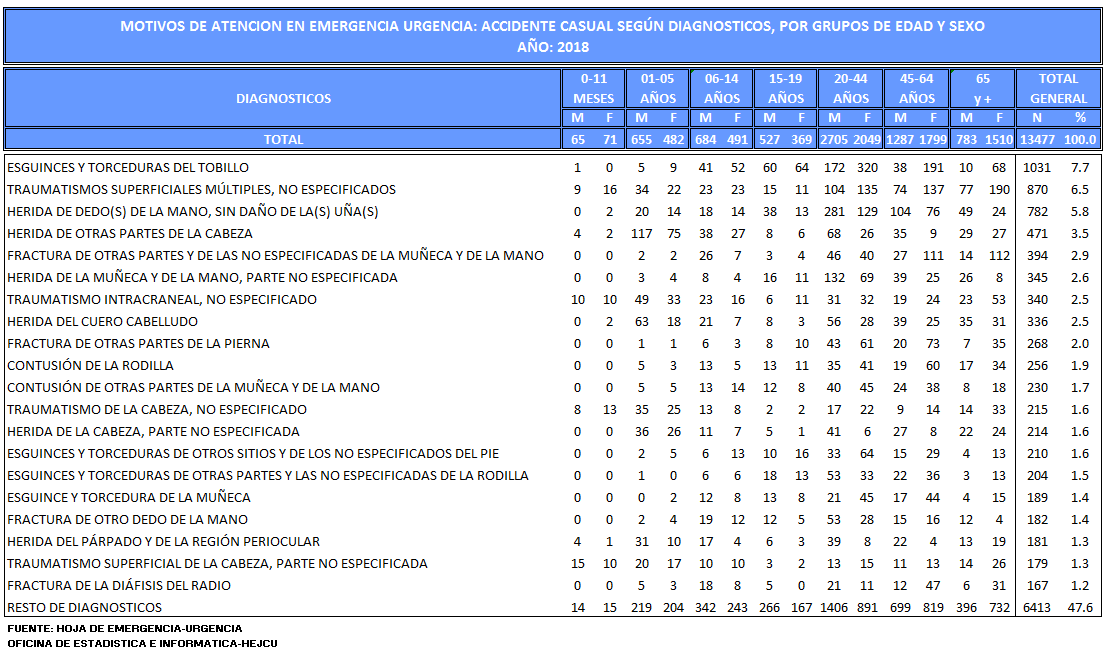 MOTIVOS DE ATENCION EN EMERGENCIA URGENCIA: ACCIDENTE CASUAL SEGÚN DIAGNOSTICOS, POR GRUPOS DE EDAD Y SEXO
AÑO: 2018
DIAGNOSTICOS 0-11 MESES 01-05 AÑOS 06-14 AÑOS 15-19 AÑOS 20-44 AÑOS 45-64 AÑOS 65 y + TOTAL GENERAL
M F M F M F M F M F M F M F N %
TOTAL 65 71 655 482 684 491 527 369 2705 2049 1287 1799 783 1510 13477 100.0
ESGUINCES Y TORCEDURAS DEL TOBILLO 1 0 5 9 41 52 60 64 172 320 38 191 10 68 1031 7.7
TRAUMATISMOS SUPERFICIALES MÚLTIPLES, NO ESPECIFICADOS 9 16 34 22 23 23 15 11 104 135 74 137 77 190 870 6.5
HERIDA DE DEDO(S) DE LA MANO, SIN DAÑO DE LA(S) UÑA(S) 0 2 20 14 18 14 38 13 281 129 104 76 49 24 782 5.8
HERIDA DE OTRAS PARTES DE LA CABEZA 4 2 117 75 38 27 8 6 68 26 35 9 29 27 471 3.5
FRACTURA DE OTRAS PARTES Y DE LAS NO ESPECIFICADAS DE LA MUÑECA Y DE LA MANO 0 0 2 2 26 7 3 4 46 40 27 111 14 112 394 2.9
HERIDA DE LA MUÑECA Y DE LA MANO, PARTE NO ESPECIFICADA 0 0 3 4 8 4 16 11 132 69 39 25 26 8 345 2.6
TRAUMATISMO INTRACRANEAL, NO ESPECIFICADO 10 10 49 33 23 16 6 11 31 32 19 24 23 53 340 2.5
HERIDA DEL CUERO CABELLUDO 0 2 63 18 21 7 8 3 56 28 39 25 35 31 336 2.5
FRACTURA DE OTRAS PARTES DE LA PIERNA 0 0 1 1 6 3 8 10 43 61 20 73 7 35 268 2.0
CONTUSIÓN DE LA RODILLA 0 0 5 3 13 5 13 11 35 41 19 60 17 34 256 1.9
CONTUSIÓN DE OTRAS PARTES DE LA MUÑECA Y DE LA MANO 0 0 5 5 13 14 12 8 40 45 24 38 8 18 230 1.7
TRAUMATISMO DE LA CABEZA, NO ESPECIFICADO 8 13 35 25 13 8 2 2 17 22 9 14 14 33 215 1.6
HERIDA DE LA CABEZA, PARTE NO ESPECIFICADA 0 0 36 26 11 7 5 1 41 6 27 8 22 24 214 1.6
ESGUINCES Y TORCEDURAS DE OTROS SITIOS Y DE LOS NO ESPECIFICADOS DEL PIE 0 0 2 5 6 13 10 16 33 64 15 29 4 13 210 1.6
ESGUINCES Y TORCEDURAS DE OTRAS PARTES Y LAS NO ESPECIFICADAS DE LA RODILLA 0 0 1 0 6 6 18 13 53 33 22 36 3 13 204 1.5
ESGUINCE Y TORCEDURA DE LA MUÑECA 0 0 0 2 12 8 13 8 21 45 17 44 4 15 189 1.4
FRACTURA DE OTRO DEDO DE LA MANO 0 0 2 4 19 12 12 5 53 28 15 16 12 4 182 1.4
HERIDA DEL PÁRPADO Y DE LA REGIÓN PERIOCULAR 4 1 31 10 17 4 6 3 39 8 22 4 13 19 181 1.3
TRAUMATISMO SUPERFICIAL DE LA CABEZA, PARTE NO ESPECIFICADA 15 10 20 17 10 10 3 2 13 15 11 13 14 26 179 1.3
FRACTURA DE LA DIÁFISIS DEL RADIO 0 0 5 3 18 8 5 0 21 11 12 47 6 31 167 1.2
RESTO DE DIAGNOSTICOS 14 15 219 204 342 243 266 167 1406 891 699 819 396 732 6413 47.6
FUENTE: HOJA DE EMERGENCIA-URGENCIA
OFICINA DE ESTADISTICA E INFORMATICA-HEJCU